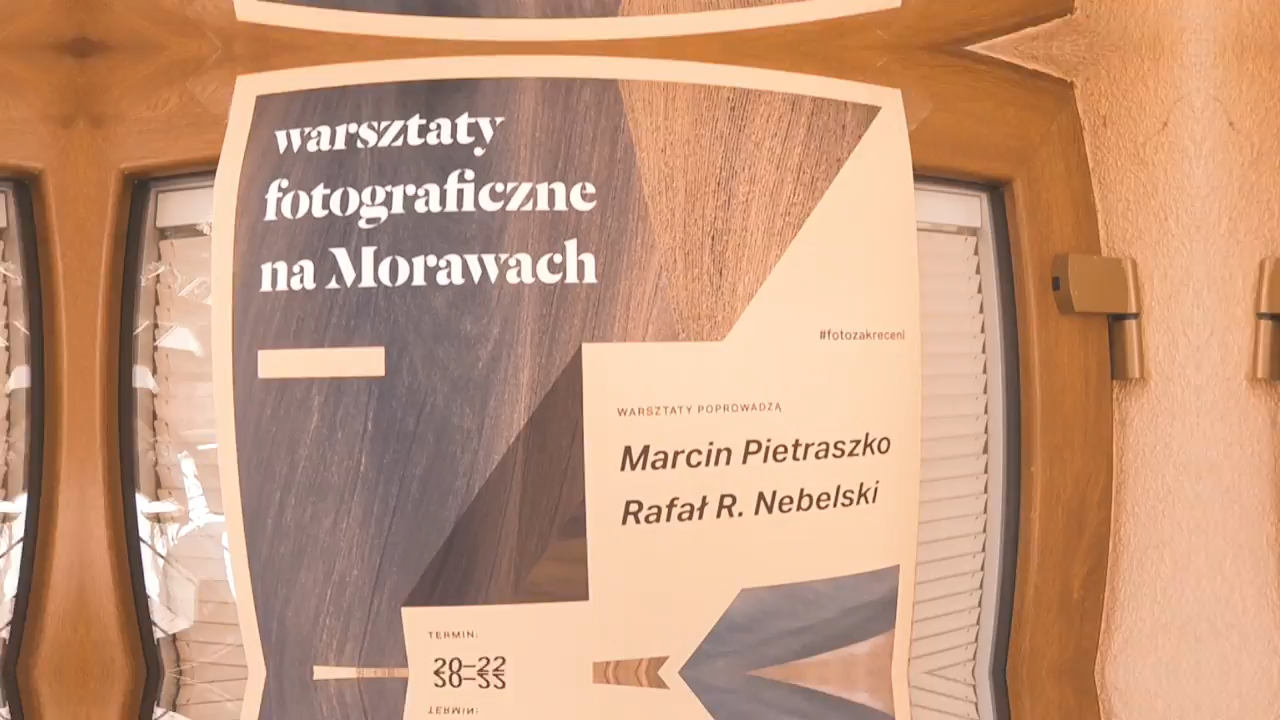 warsztaty
fotograficzne
na Morawach
#fotozakreceni
WARSZTATY POPROWADZĄ
Marcin Pietraszko
Rafał R. Nebelski
TERMIN:
20–22